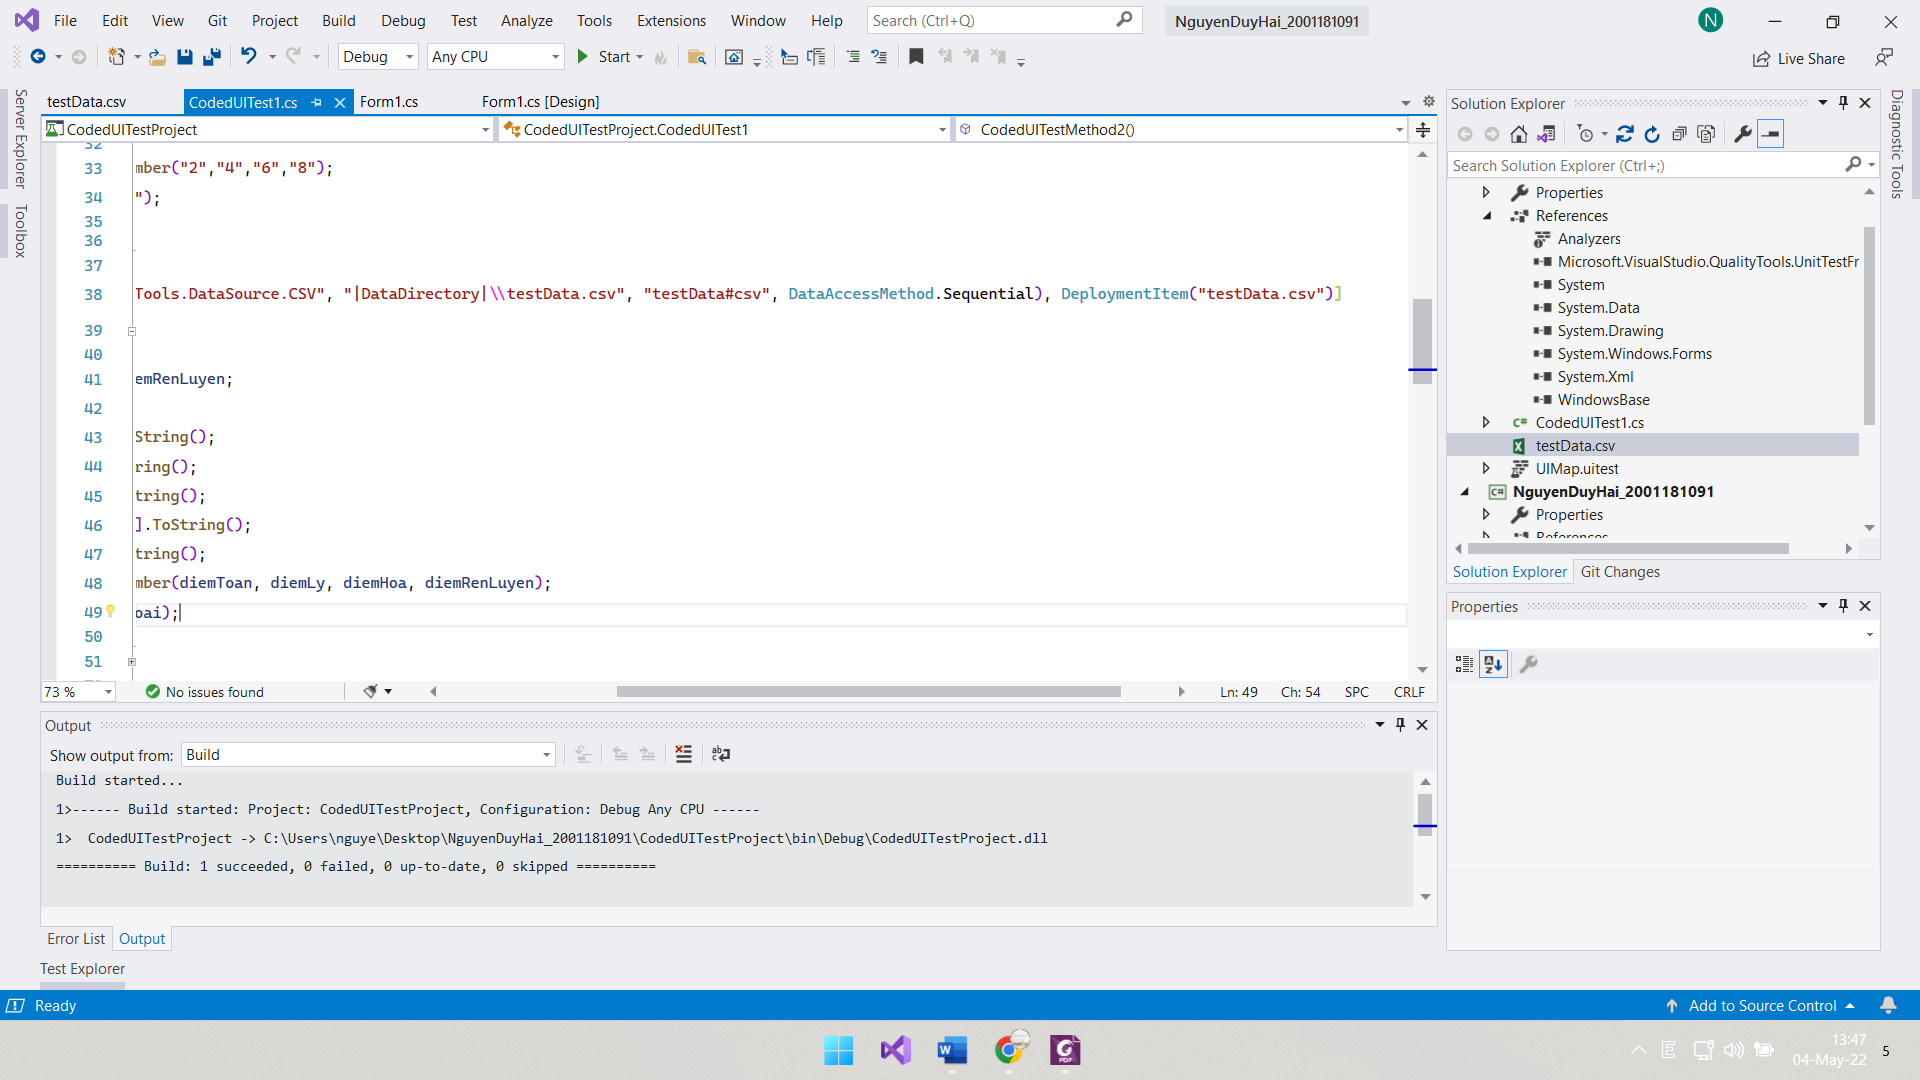 File Edit View Git Project Build Debug Test Analyze Tools Extensions Window Help Search (Ctrl+Q) NguyenDuyHai_2001181091 N
Debug Any CPU Start Live Share
Server Explorer
Toolbox
testData.csv CodedUITest1.cs Form1.cs Form1.cs [Design]
CodedUITestProject CodedUITestProject.CodedUITest1 CodedUITestMethod2()
32
33 mber("2","4","6","8");
34 ");
35
36
37
38 Tools.DataSource.CSV", "|DataDirectory|\\testData.csv", "testData#csv", DataAccessMethod.Sequential), DeploymentItem("testData.csv")]
39
40
41 emRenLuyen;
42
43 String();
44 ring();
45 tring();
46 ].ToString();
47 tring();
48 mber(diemToan, diemLy, diemHoa, diemRenLuyen);
49 oai);
50
51
73 % No issues found Ln: 49 Ch: 54 SPC CRLF
Output
Show output from: Build
Build started...
1>------ Build started: Project: CodedUITestProject, Configuration: Debug Any CPU ------
1>  CodedUITestProject -> C:\Users\nguye\Desktop\NguyenDuyHai_2001181091\CodedUITestProject\bin\Debug\CodedUITestProject.dll
========== Build: 1 succeeded, 0 failed, 0 up-to-date, 0 skipped ==========
Error List Output
Test Explorer
Solution Explorer
Search Solution Explorer (Ctrl+;)
Properties
References
Analyzers
Microsoft.VisualStudio.QualityTools.UnitTestFr
System
System.Data
System.Drawing
System.Windows.Forms
System.Xml
WindowsBase
CodedUITest1.cs
testData.csv
UIMap.uitest
NguyenDuyHai_2001181091
Properties
References
Solution Explorer Git Changes
Properties
Diagnostic Tools
Ready Add to Source Control
13:47
04-May-22 5